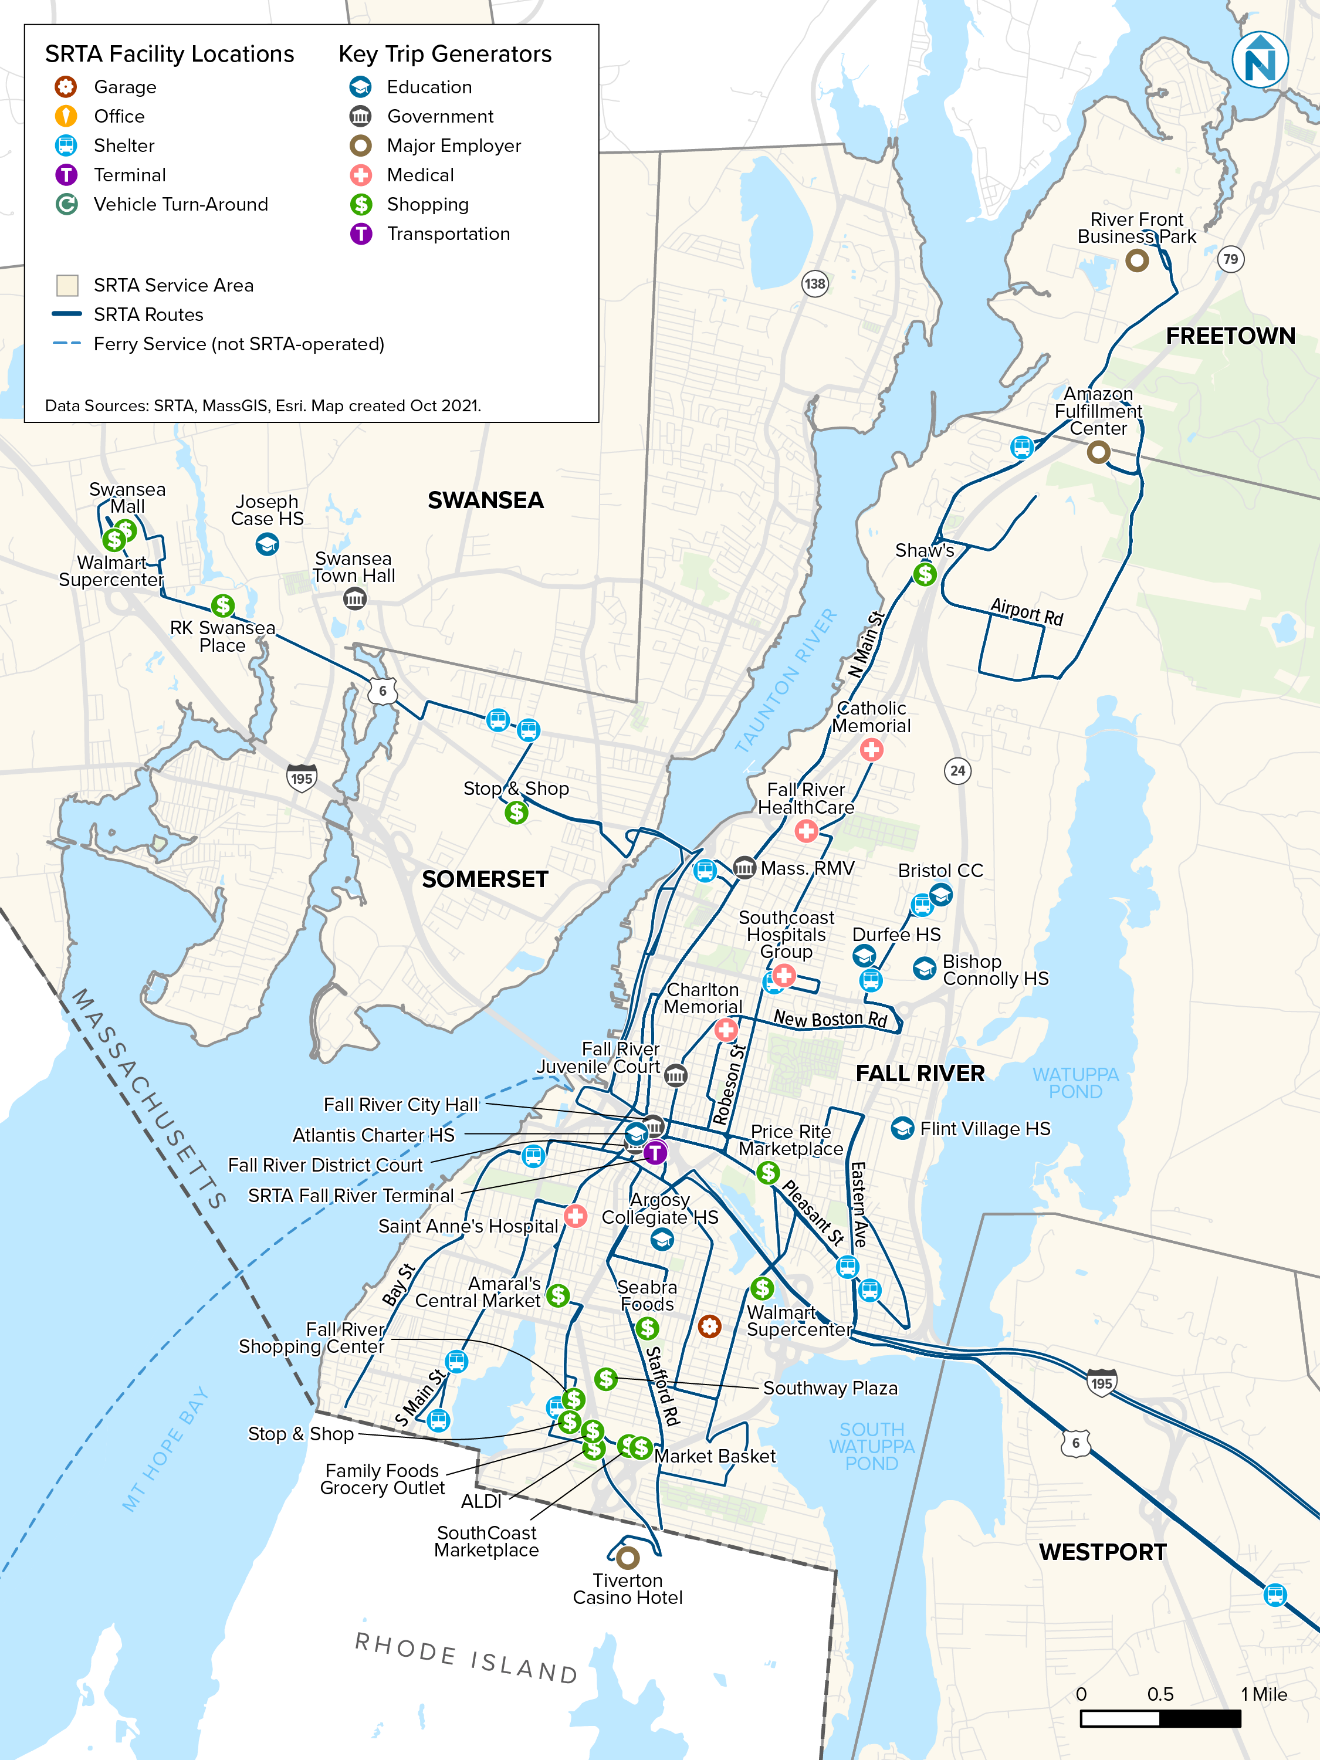 SRTA Facility Locations
Garage
Office
Shelter
T Terminal
Vehicle Turn-Around
Key Trip Generators
Education
Government
Major Employer
Medical
$ Shopping
T Transportation
SRTA Service Area
SRTA Routes
Ferry Service (not SRTA-operated)
Data Sources: SRTA, MassGIS, Esri. Map created Oct 2021.
N
River Front
Business Park
79
138
FREETOWN
Amazon
Fulfillment
Center
Swansea
Mall
Joseph
Case HS
SWANSEA
Walmart
Supercenter
Swansea
Town Hall
Shaw's
RK Swansea
Place
Airport Rd
N Main St
TAUNTON RIVER
6
Catholic
Memorial
195
24
Stop & Shop
Fall River
HealthCare
Mass. RMV
Bristol CC
SOMERSET
Southcoast
Hospitals
Group
Durfee HS
Bishop
Connolly HS
Charlton
Memorial
New Boston Rd
MASSACHUSETTS
Fall River
Juvenile Court
Robeson St
FALL RIVER
WATUPPA
POND
Fall River City Hall
Atlantis Charter HS
Fall River District Court
SRTA Fall River Terminal
T
Price Rite
Marketplace
Flint Village HS
Saint Anne's Hospital
Argosy
Collegiate HS
Pleasant St
Eastern Ave
Bay St
Amaral's
Central Market
Seabra
Foods
Walmart
Supercenter
Fall River
Shopping Center
Stafford Rd
S Main St
Southway Plaza
195
MT HOPE BAY
Stop & Shop
Family Foods
Grocery Outlet
ALDI
SouthCoast
Marketplace
Market Basket
SOUTH
WATUPPA
POND
6
Tiverton
Casino Hotel
WESTPORT
RHODE ISLAND
0 0.5 1 Mile